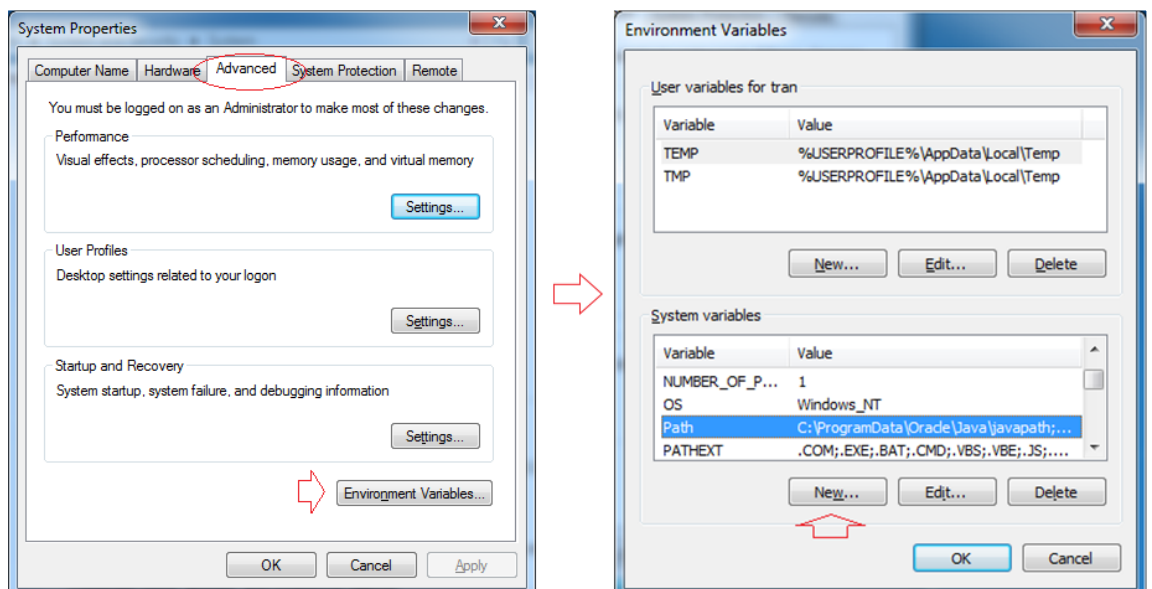 System Properties
Computer Name
Hardware
Advanced
System Protection
Remote
You must be logged on as an Administrator to make most of these changes.
Performance
Visual effects, processor scheduling, memory usage, and virtual memory
Settings...
User Profiles
Desktop settings related to your logon
Settings...
Startup and Recovery
System startup, system failure, and debugging information
Settings...
Environment Variables...
OK
Cancel
Apply
Environment Variables
User variables for tran
Variable Value
TEMP %USERPROFILE%\AppData\Local\Temp
TMP %USERPROFILE%\AppData\Local\Temp
New... Edit... Delete
System variables
Variable Value
NUMBER_OF_P... 1
OS Windows_NT
Path C:\ProgramData\Oracle\Java\javapath;...
PATHEXT .COM;.EXE;.BAT;.CMD;.VBS;.VBE;.JS;....
New... Edit... Delete
OK Cancel